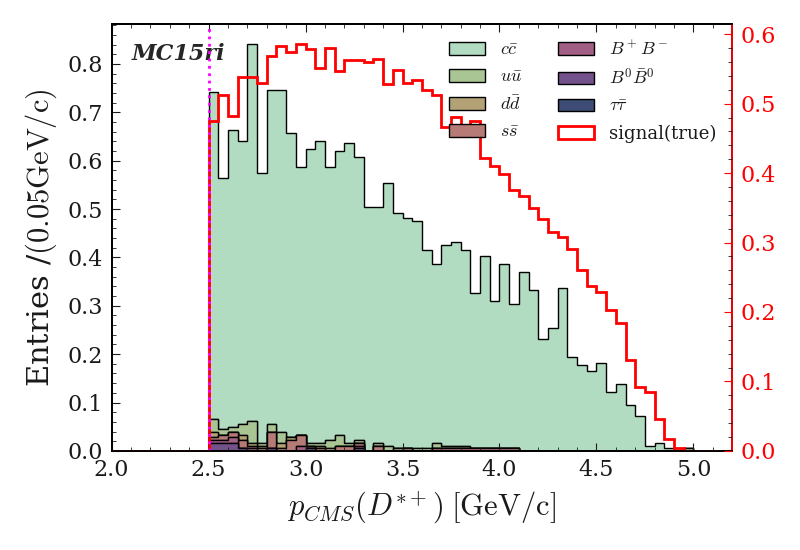 MC15ri
cc̄
uū
dd̄
ss̄
B⁺B⁻
B⁰B̄⁰
ττ̄
signal(true)
Entries /(0.05GeV/c)
0.0
0.1
0.2
0.3
0.4
0.5
0.6
0.7
0.8
0.0
0.1
0.2
0.3
0.4
0.5
0.6
2.0 2.5 3.0 3.5 4.0 4.5 5.0
p_{CMS}(D*⁺) [GeV/c]